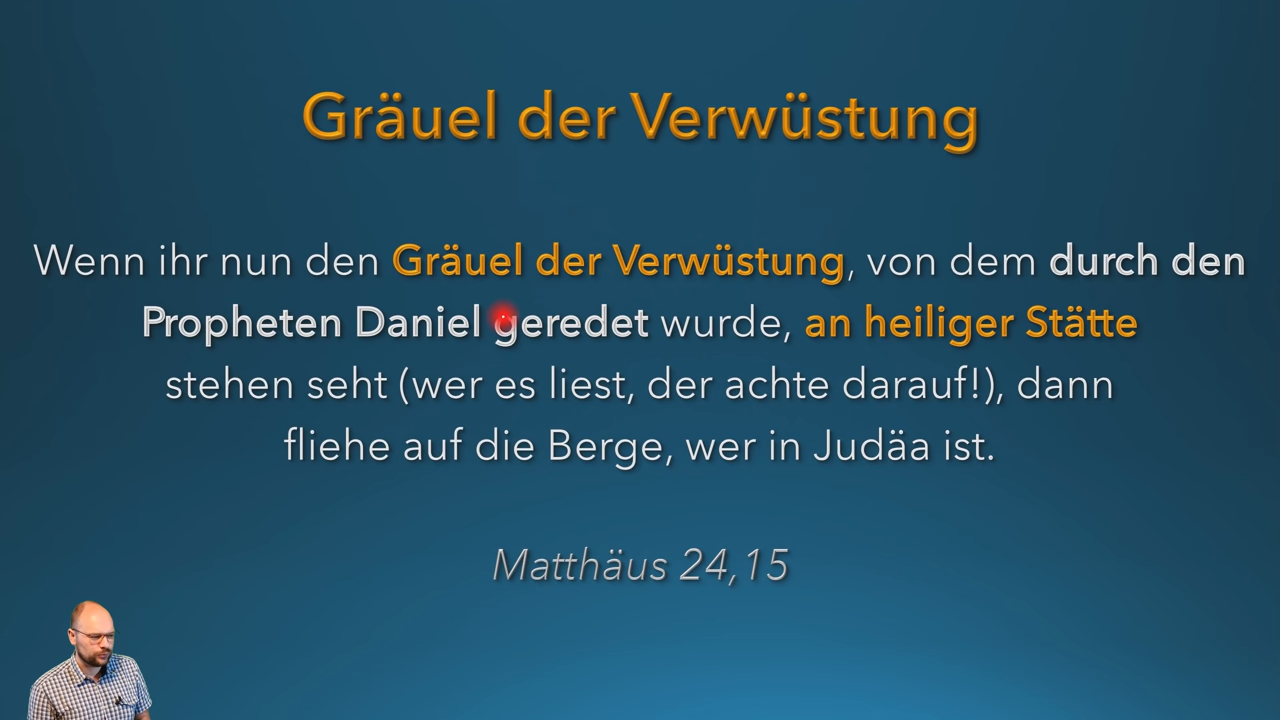 Gräuel der Verwüstung
Wenn ihr nun den Gräuel der Verwüstung, von dem durch den
Propheten Daniel geredet wurde, an heiliger Stätte
stehen seht (wer es liest, der achte darauf!), dann
fliehe auf die Berge, wer in Judäa ist.
Matthäus 24,15